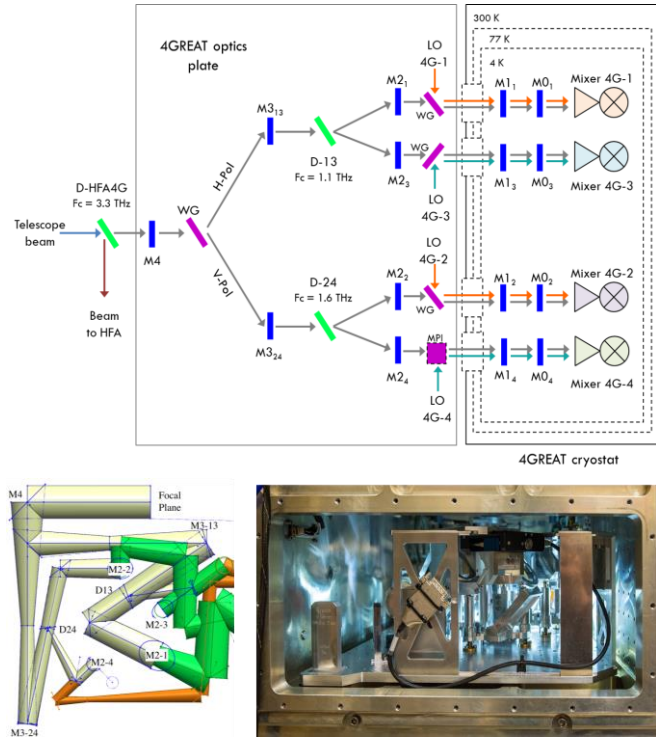 300 K
77 K
4 K
4GREAT optics
plate
LO
4G-1
M2₁
WG
M1₁
M0₁
Mixer 4G-1
M3₁₃
D-13
Fc = 1.1 THz
WG
M2₃
LO
4G-3
M1₃
M0₃
Mixer 4G-3
H-Pol
D-HFA4G
Fc = 3.3 THz
WG
Telescope
beam
M4
Beam
to HFA
V-Pol
LO
4G-2
D-24
Fc = 1.6 THz
M2₂
WG
M1₂
M0₂
Mixer 4G-2
M3₂₄
M2₄
MPI
LO
4G-4
M1₄
M0₄
Mixer 4G-4
4GREAT cryostat
M4
Focal
Plane
M3-13
M2-2
D13
M2-3
D24
M2-1
M2-4
M3-24